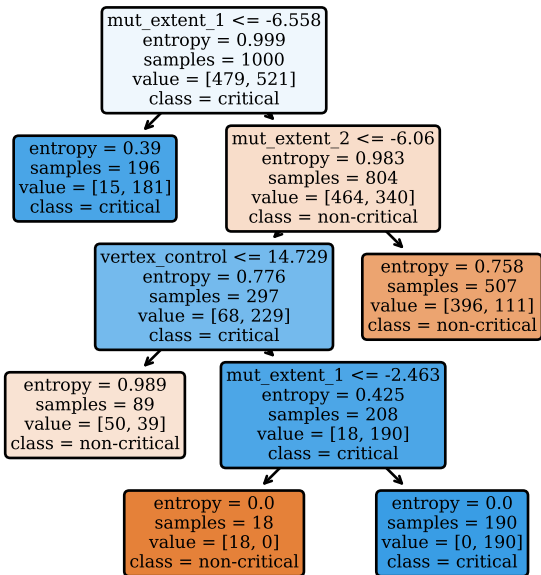 mut_extent_1 <= -6.558
entropy = 0.999
samples = 1000
value = [479, 521]
class = critical
entropy = 0.39
samples = 196
value = [15, 181]
class = critical
mut_extent_2 <= -6.06
entropy = 0.983
samples = 804
value = [464, 340]
class = non-critical
vertex_control <= 14.729
entropy = 0.776
samples = 297
value = [68, 229]
class = critical
entropy = 0.758
samples = 507
value = [396, 111]
class = non-critical
entropy = 0.989
samples = 89
value = [50, 39]
class = non-critical
mut_extent_1 <= -2.463
entropy = 0.425
samples = 208
value = [18, 190]
class = critical
entropy = 0.0
samples = 18
value = [18, 0]
class = non-critical
entropy = 0.0
samples = 190
value = [0, 190]
class = critical